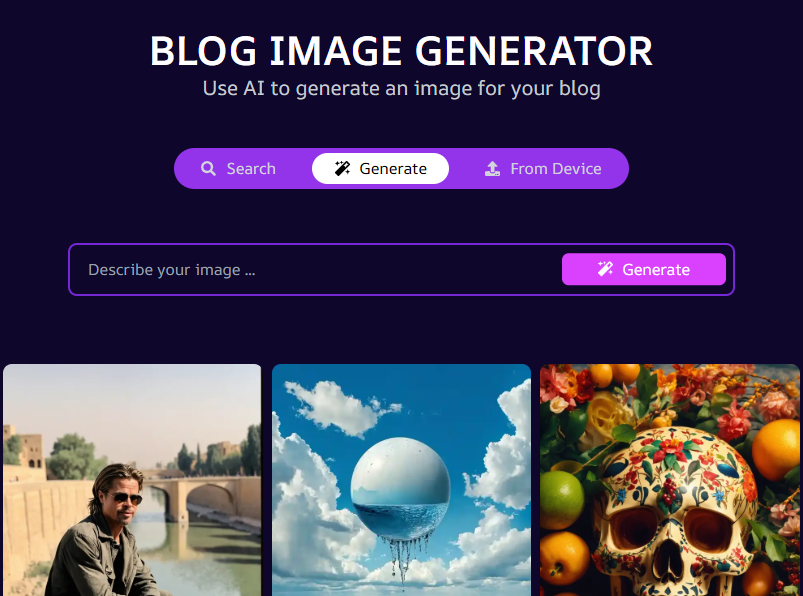 BLOG IMAGE GENERATOR
Use AI to generate an image for your blog
Search Generate From Device
Describe your image ... Generate